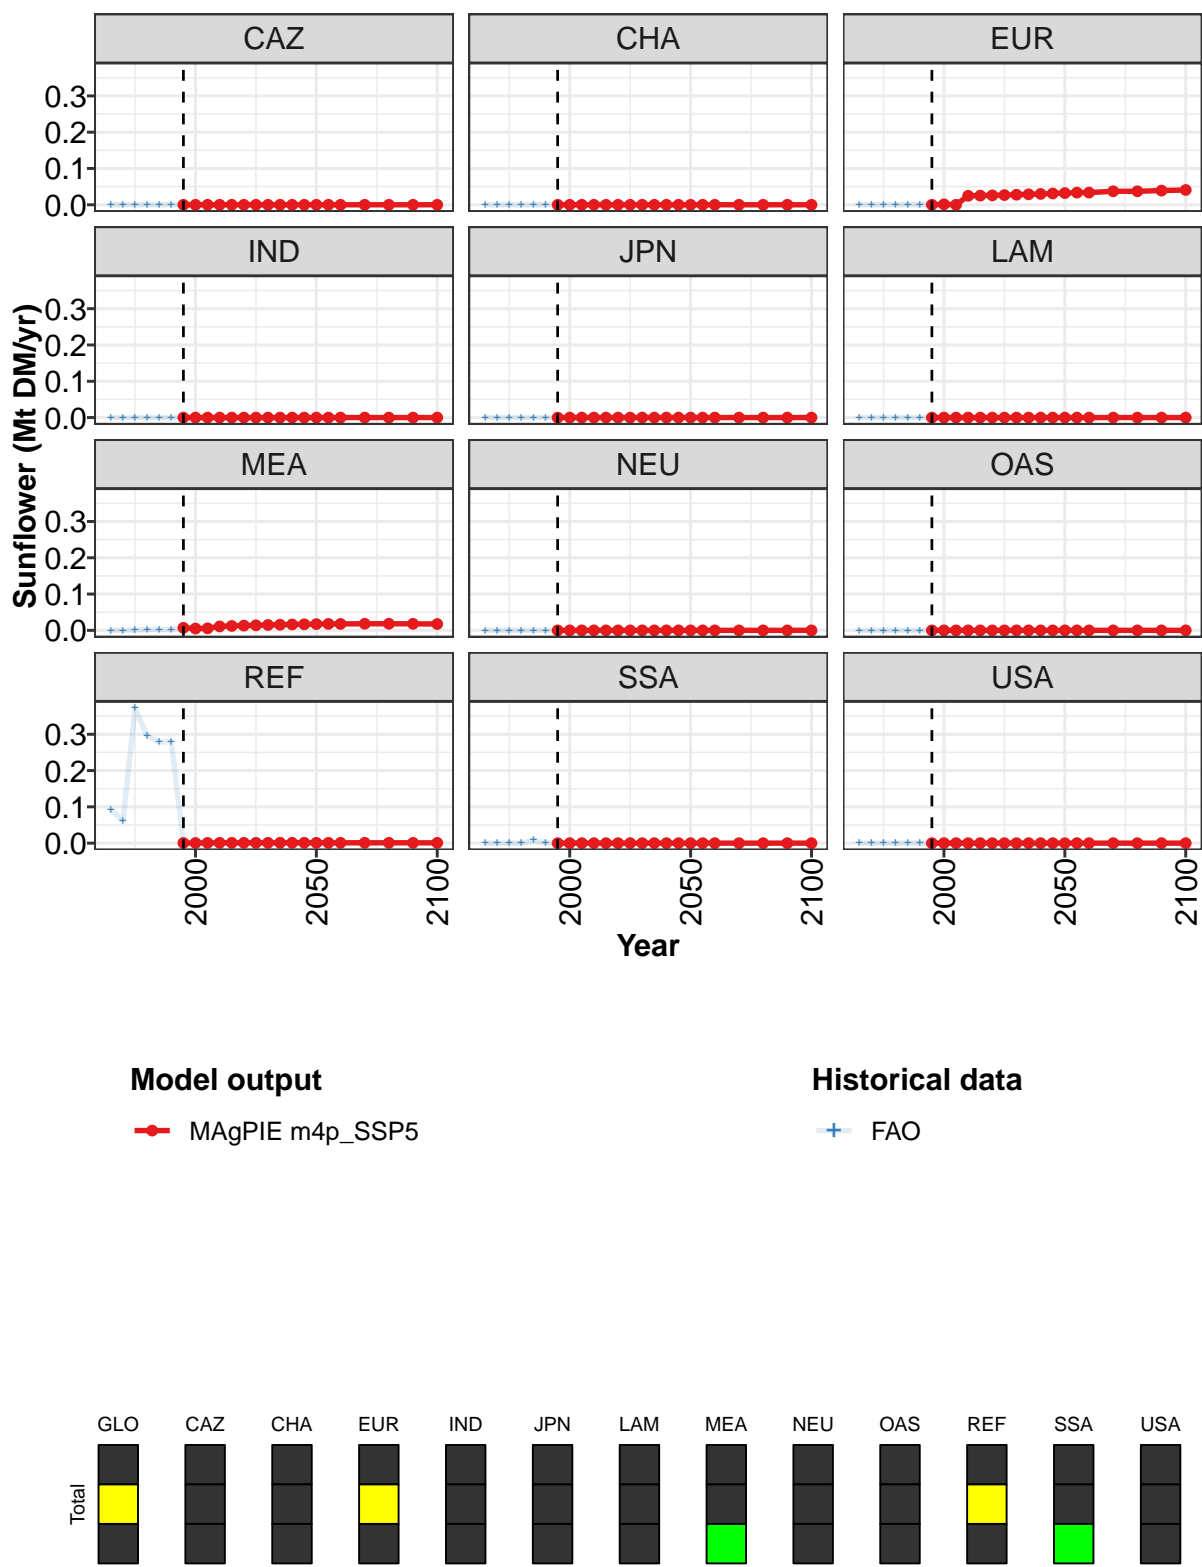 CAZ CHA EUR
0.3
0.2
0.1
0.0
IND JPN LAM
0.3
0.2
0.1
0.0
MEA NEU OAS
0.3
0.2
0.1
0.0
REF SSA USA
0.3
0.2
0.1
0.0
Sunflower (Mt DM/yr)
2000 2050 2100 2000 2050 2100 2000 2050 2100
Year
Model output
MAgPIE m4p_SSP5
Historical data
FAO
GLO CAZ CHA EUR IND JPN LAM MEA NEU OAS REF SSA USA
Total